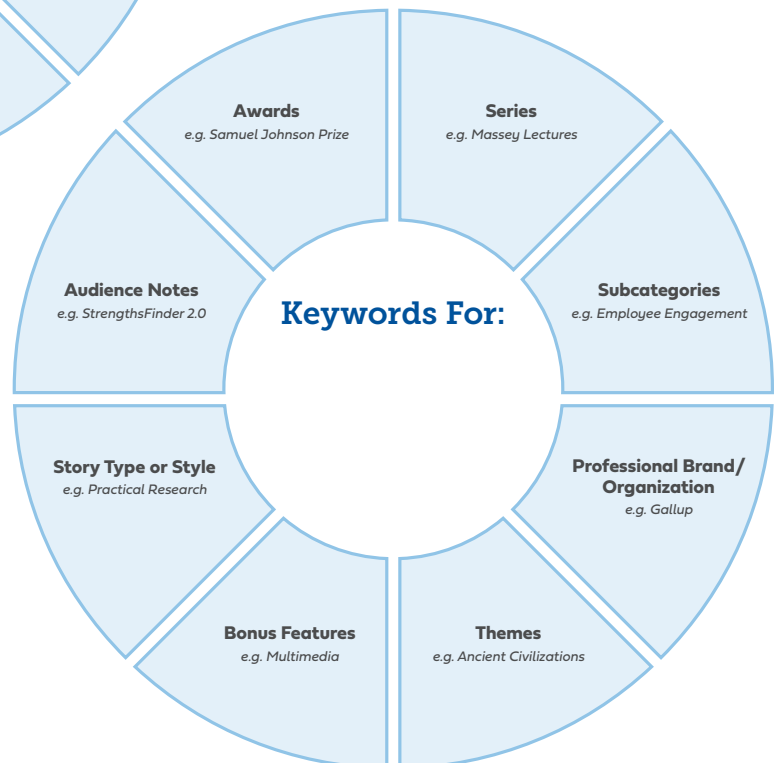 Awards
e.g. Samuel Johnson Prize
Series
e.g. Massey Lectures
Audience Notes
e.g. StrengthsFinder 2.0
Keywords For:
Subcategories
e.g. Employee Engagement
Story Type or Style
e.g. Practical Research
Professional Brand/
Organization
e.g. Gallup
Bonus Features
e.g. Multimedia
Themes
e.g. Ancient Civilizations